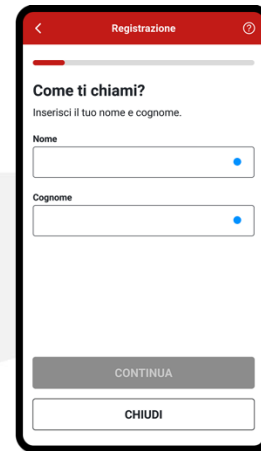 Registrazione
Come ti chiami?
Inserisci il tuo nome e cognome.
Nome
Cognome
CONTINUA
CHIUDI